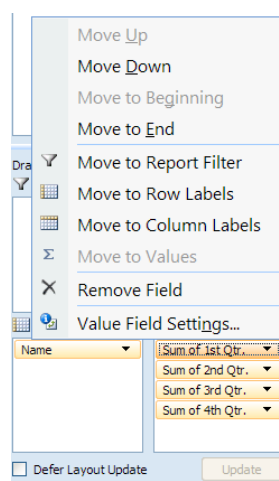 Move Up
Move Down
Move to Beginning
Move to End
Dra
Move to Report Filter
Move to Row Labels
Move to Column Labels
Σ Move to Values
Remove Field
Value Field Settings...
Name
Sum of 1st Qtr.
Sum of 2nd Qtr.
Sum of 3rd Qtr.
Sum of 4th Qtr.
Defer Layout Update
Update